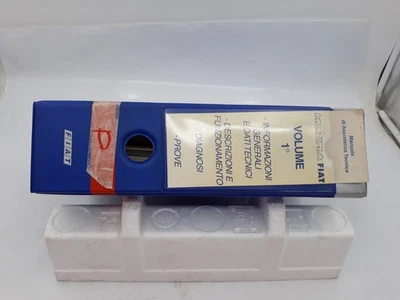 Manuale
di Assistenza Tecnica
FIAT
VOLUME
1°
- INFORMAZIONI
GENERALI
E DATI TECNICI
- DESCRIZIONI E
FUNZIONAMENTO
- DIAGNOSI
- PROVE
P
FIAT